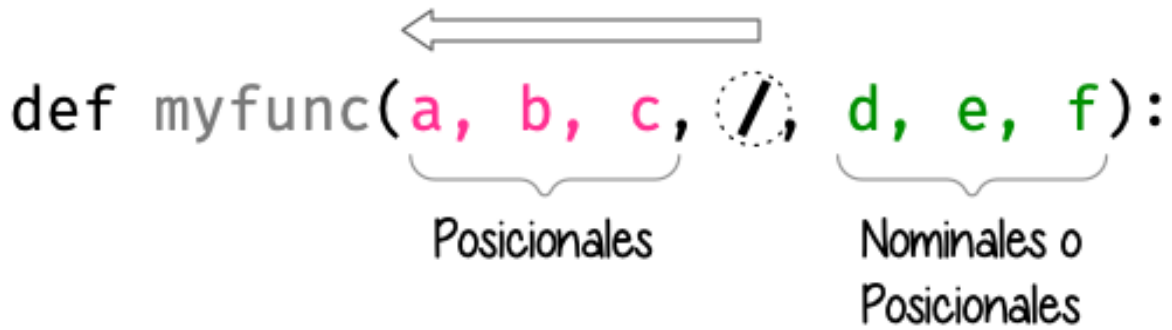 def myfunc(a, b, c, /, d, e, f):
Posicionales
Nominales o
Posicionales